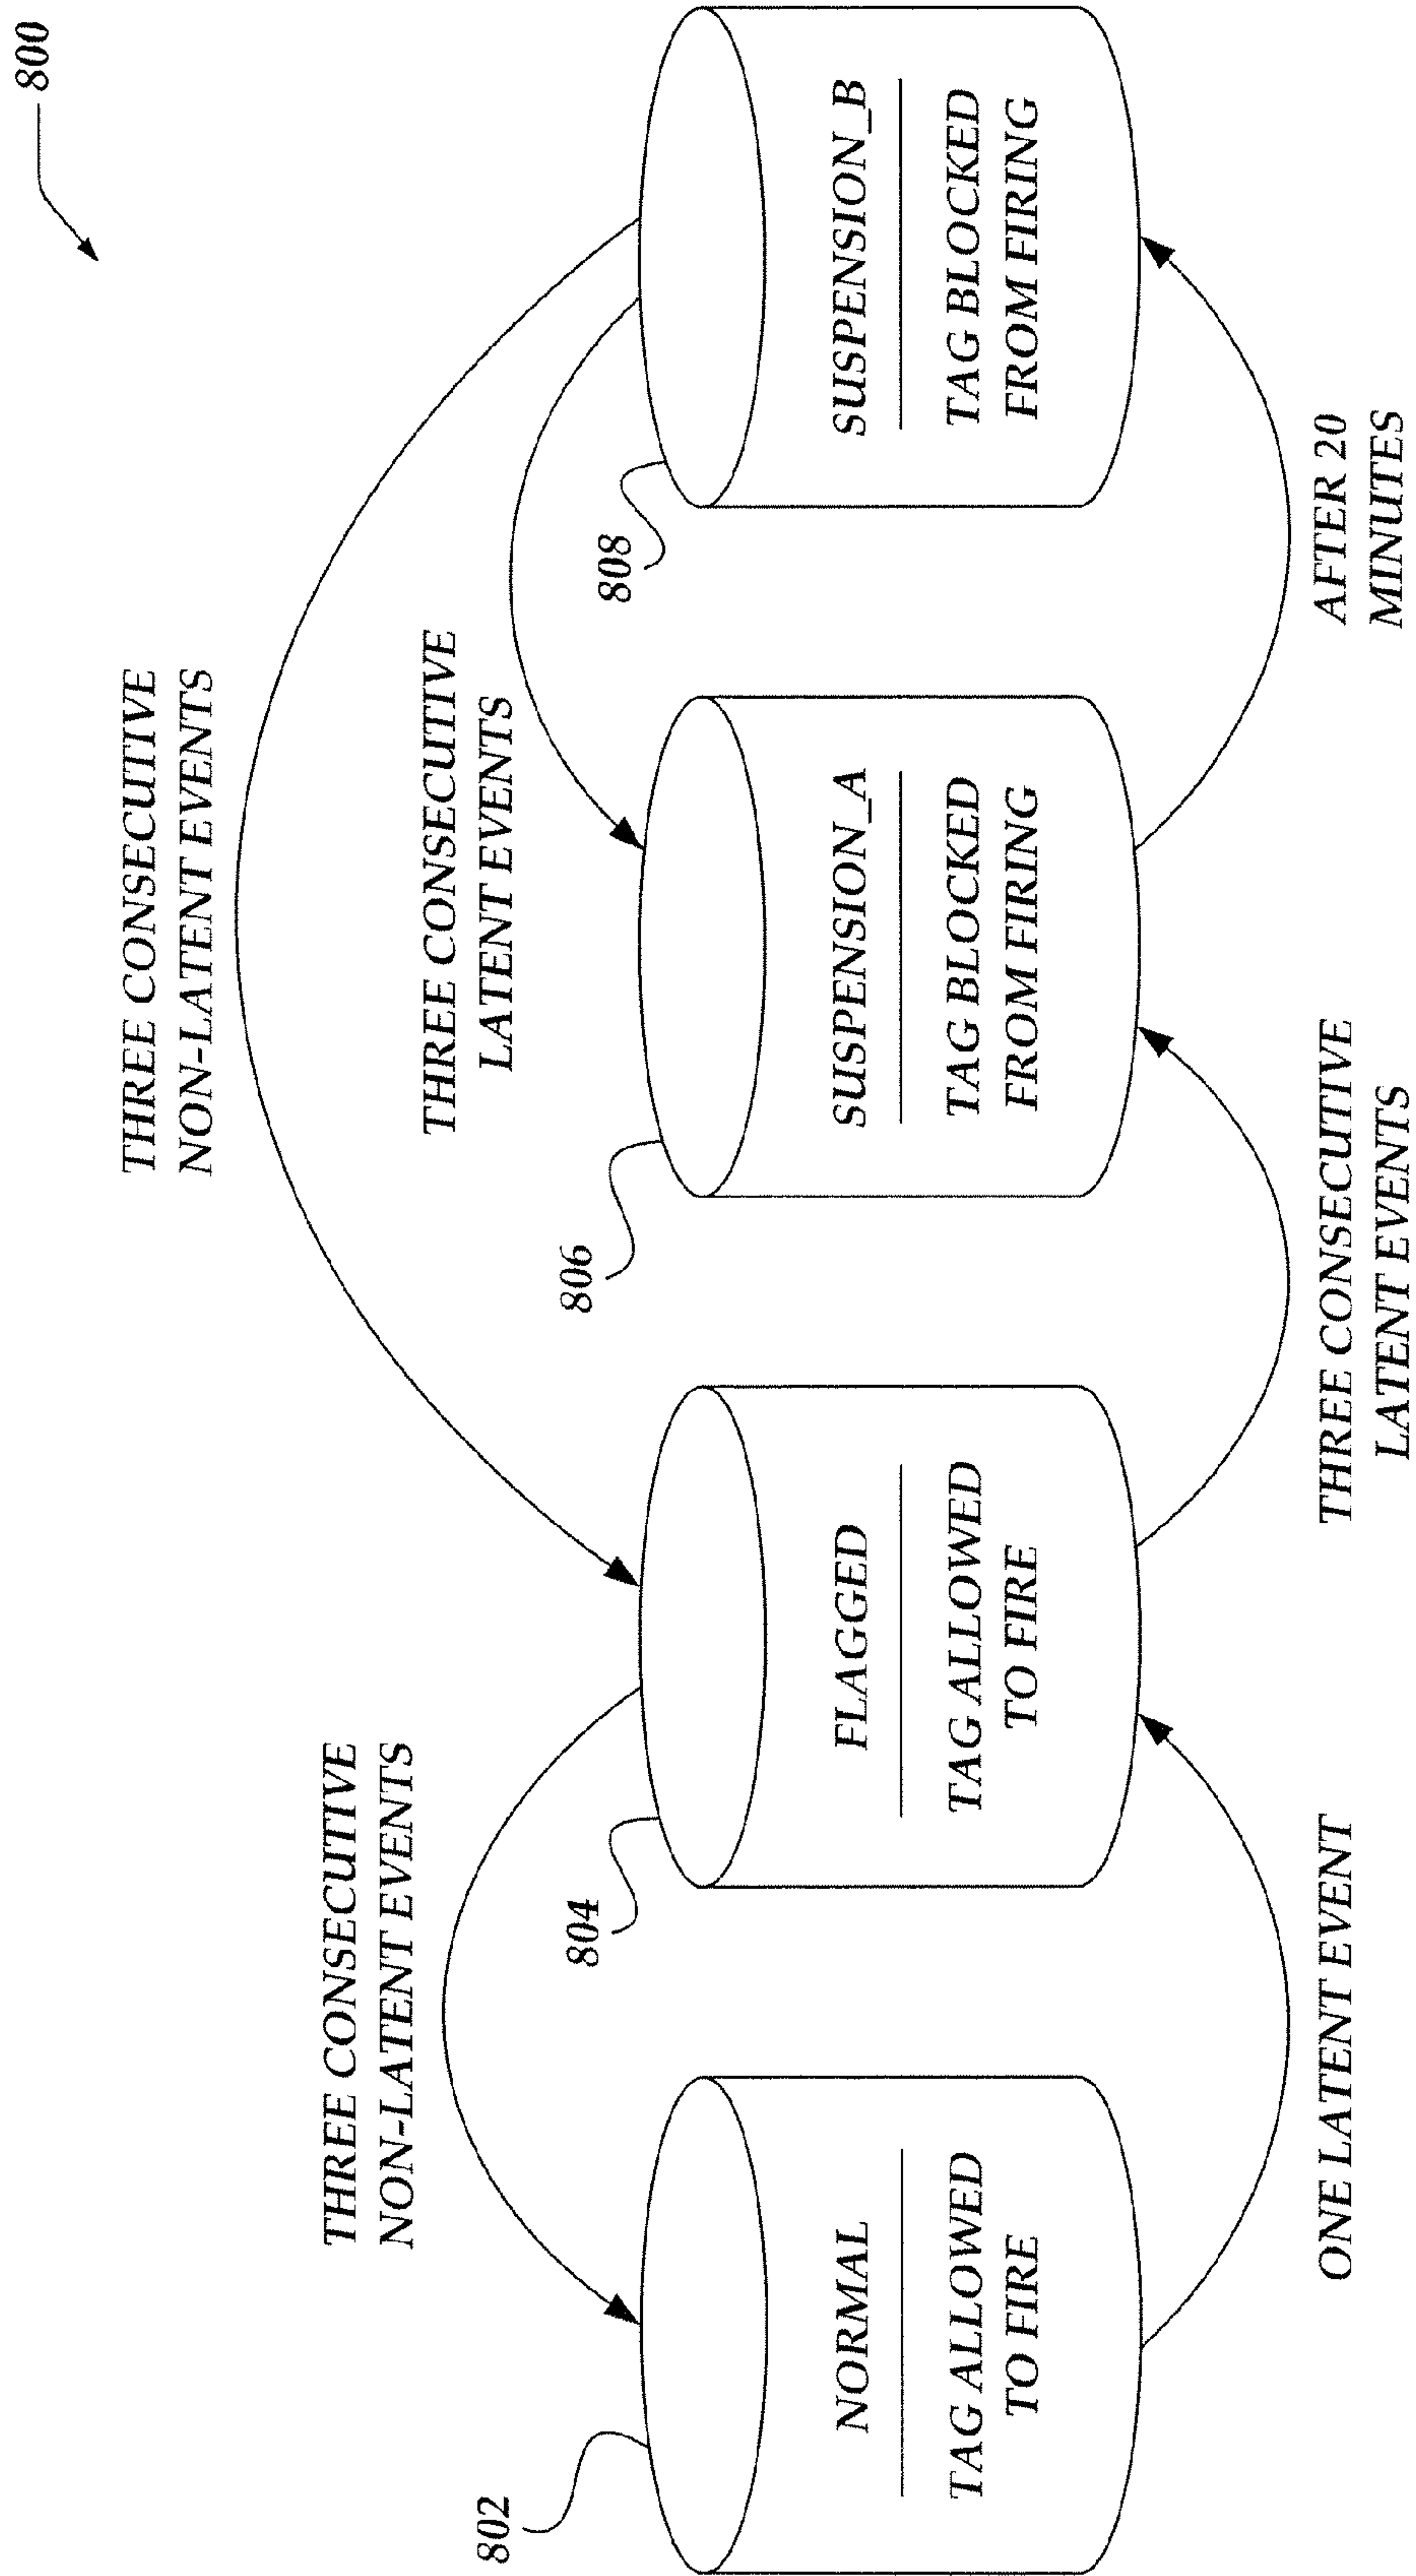 800
THREE CONSECUTIVE
NON-LATENT EVENTS
THREE CONSECUTIVE
NON-LATENT EVENTS
THREE CONSECUTIVE
LATENT EVENTS
802
804
806
808
NORMAL
TAG ALLOWED
TO FIRE
FLAGGED
TAG ALLOWED
TO FIRE
SUSPENSION_A
TAG BLOCKED
FROM FIRING
SUSPENSION_B
TAG BLOCKED
FROM FIRING
ONE LATENT EVENT
THREE CONSECUTIVE
LATENT EVENTS
AFTER 20
MINUTES